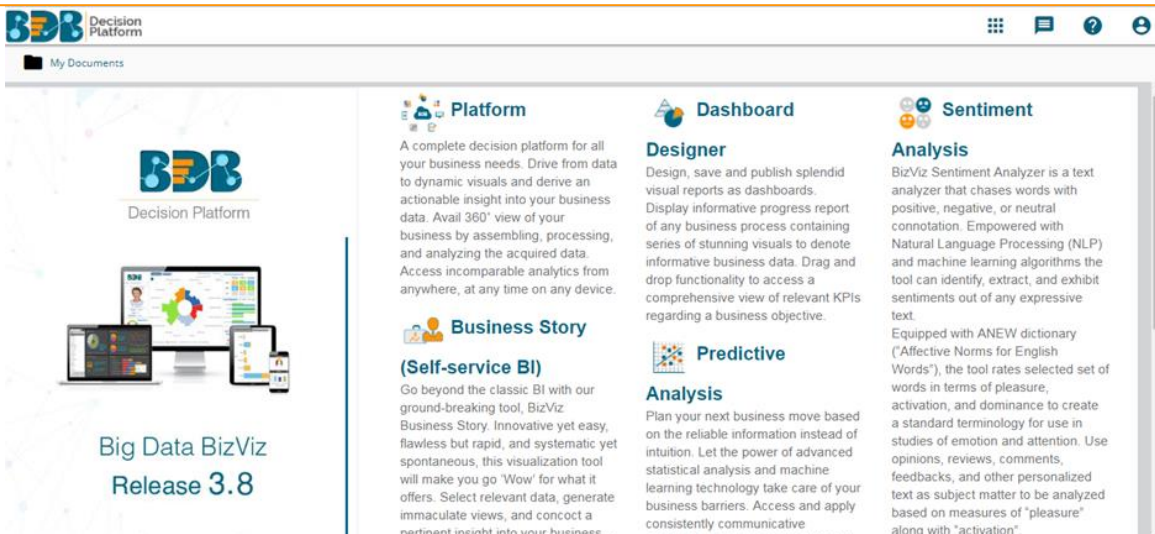 BDB Decision
Platform
My Documents
BDB
Decision Platform
Big Data BizViz
Release 3.8
Platform
A complete decision platform for all
your business needs. Drive from data
to dynamic visuals and derive an
actionable insight into your business
data. Avail 360° view of your
business by assembling, processing,
and analyzing the acquired data.
Access incomparable analytics from
anywhere, at any time on any device.
Business Story
(Self-service BI)
Go beyond the classic BI with our
ground-breaking tool, BizViz
Business Story. Innovative yet easy,
flawless but rapid, and systematic yet
spontaneous, this visualization tool
will make you go 'Wow' for what it
offers. Select relevant data, generate
immaculate views, and concoct a
pertinent insight into your business
Dashboard
Designer
Design, save and publish splendid
visual reports as dashboards.
Display informative progress report
of any business process containing
series of stunning visuals to denote
informative business data. Drag and
drop functionality to access a
comprehensive view of relevant KPIs
regarding a business objective.
Predictive
Analysis
Plan your next business move based
on the reliable information instead of
intuition. Let the power of advanced
statistical analysis and machine
learning technology take care of your
business barriers. Access and apply
consistently communicative
Sentiment
Analysis
BizViz Sentiment Analyzer is a text
analyzer that chases words with
positive, negative, or neutral
connotation. Empowered with
Natural Language Processing (NLP)
and machine learning algorithms the
tool can identify, extract, and exhibit
sentiments out of any expressive
text.
Equipped with ANEW dictionary
("Affective Norms for English
Words"), the tool rates selected set of
words in terms of pleasure,
activation, and dominance to create
a standard terminology for use in
studies of emotion and attention. Use
opinions, reviews, comments,
feedbacks, and other personalized
text as subject matter to be analyzed
based on measures of "pleasure"
along with "activation".